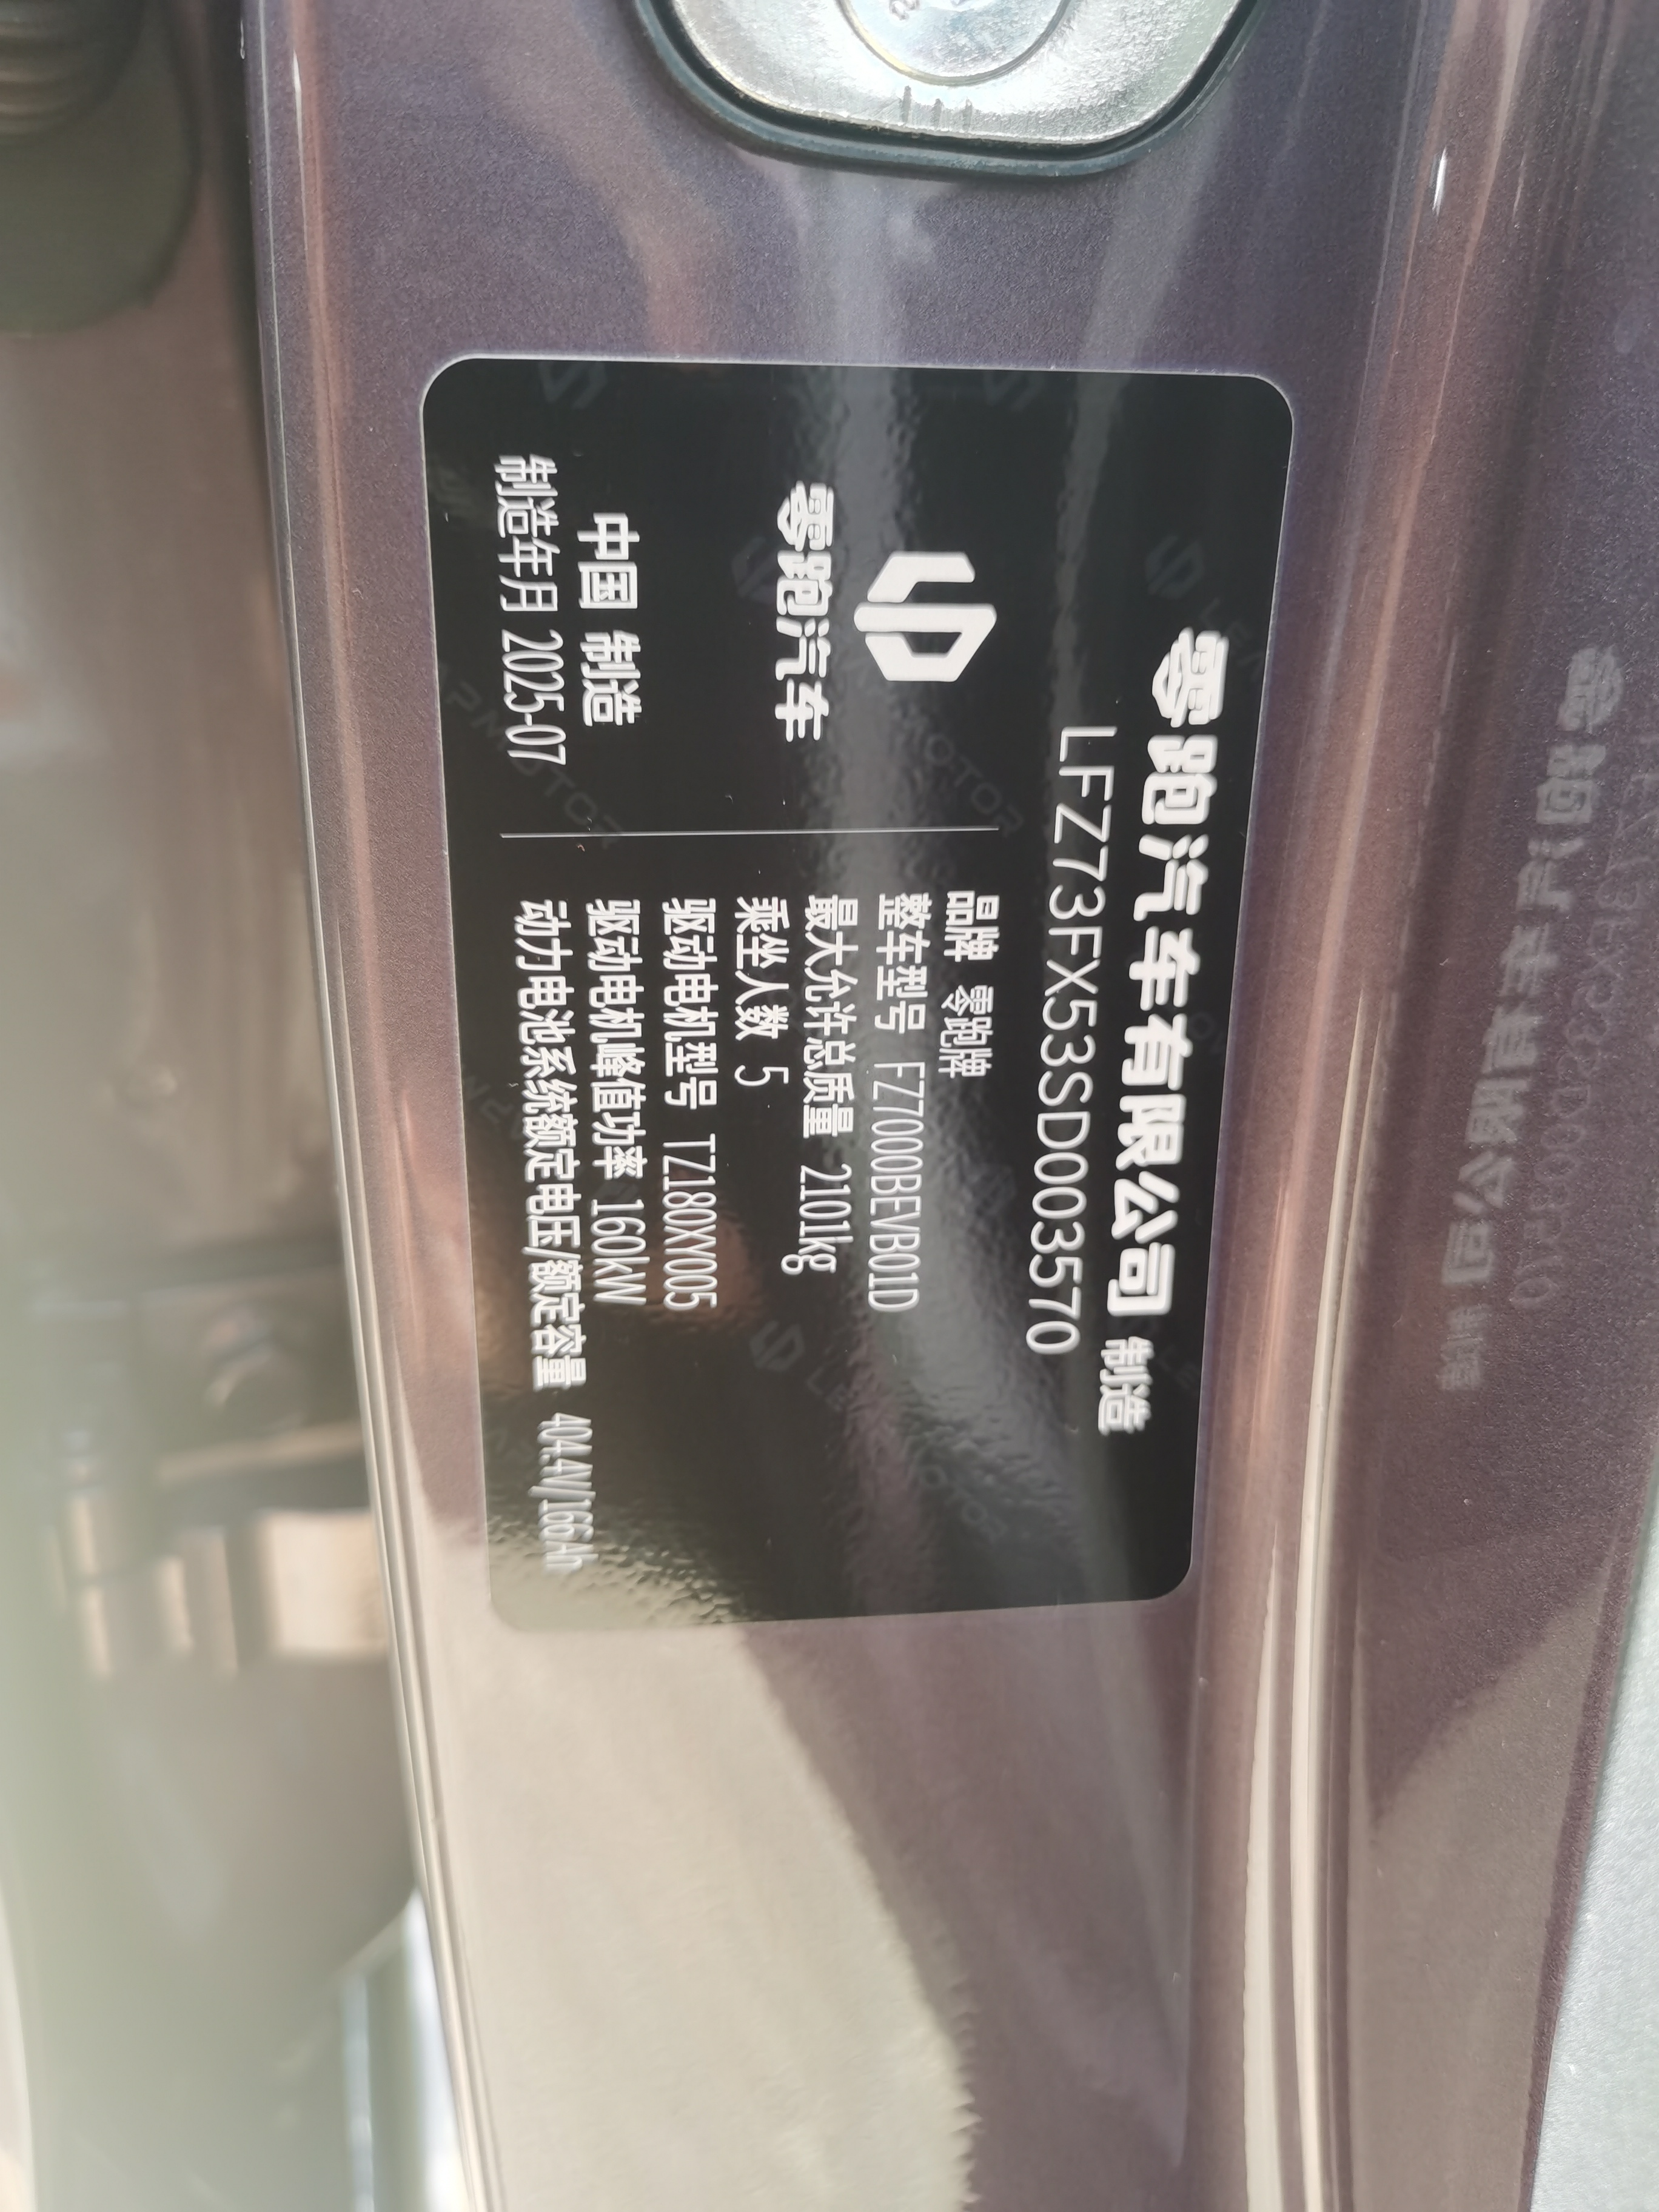 零跑汽车有限公司 制造
LFZ73FX53SD003570
零跑汽车
中国 制造
制造年月 2025-07
品牌 零跑牌
整车型号 FZ7000BEVB01D
最大允许总质量 2101kg
乘坐人数 5
驱动电机型号 TZ180XY005
驱动电机峰值功率 160kW
动力电池系统额定电压/额定容量 404.4V/166Ah